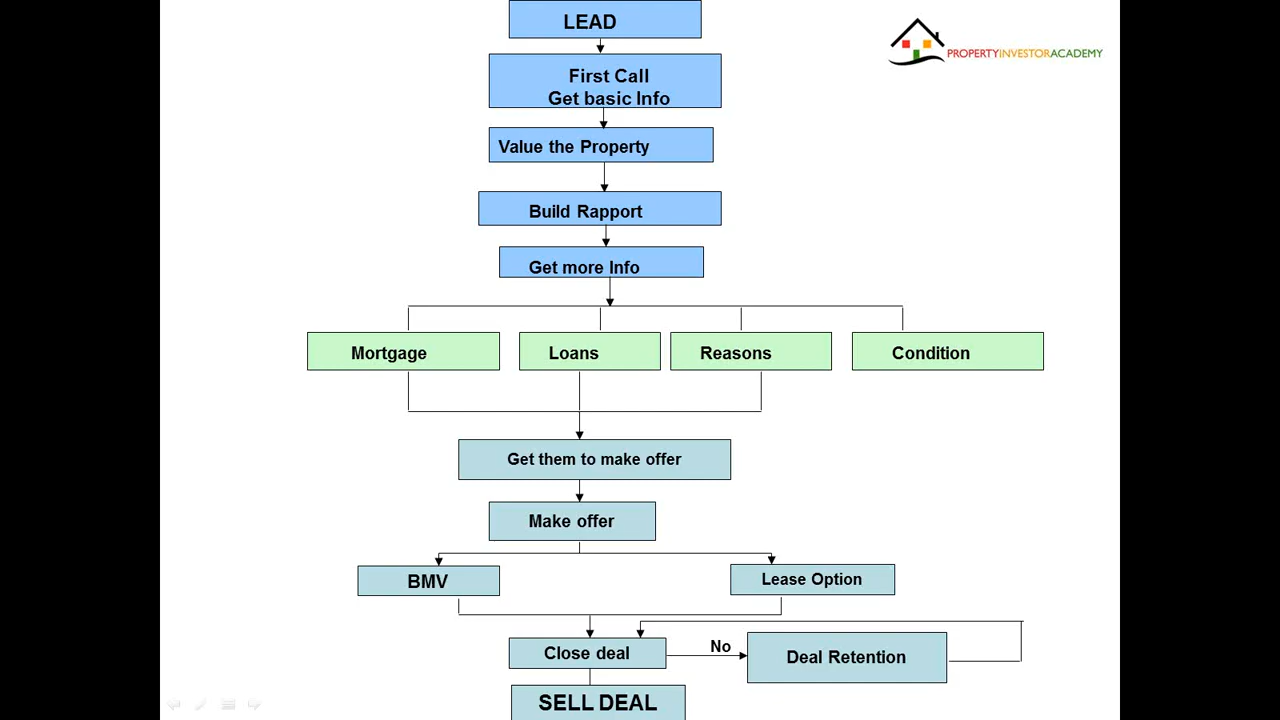 LEAD
PROPERTYINVESTORACADEMY
First Call
Get basic Info
Value the Property
Build Rapport
Get more Info
Mortgage
Loans
Reasons
Condition
Get them to make offer
Make offer
BMV
Lease Option
Close deal
No
Deal Retention
SELL DEAL